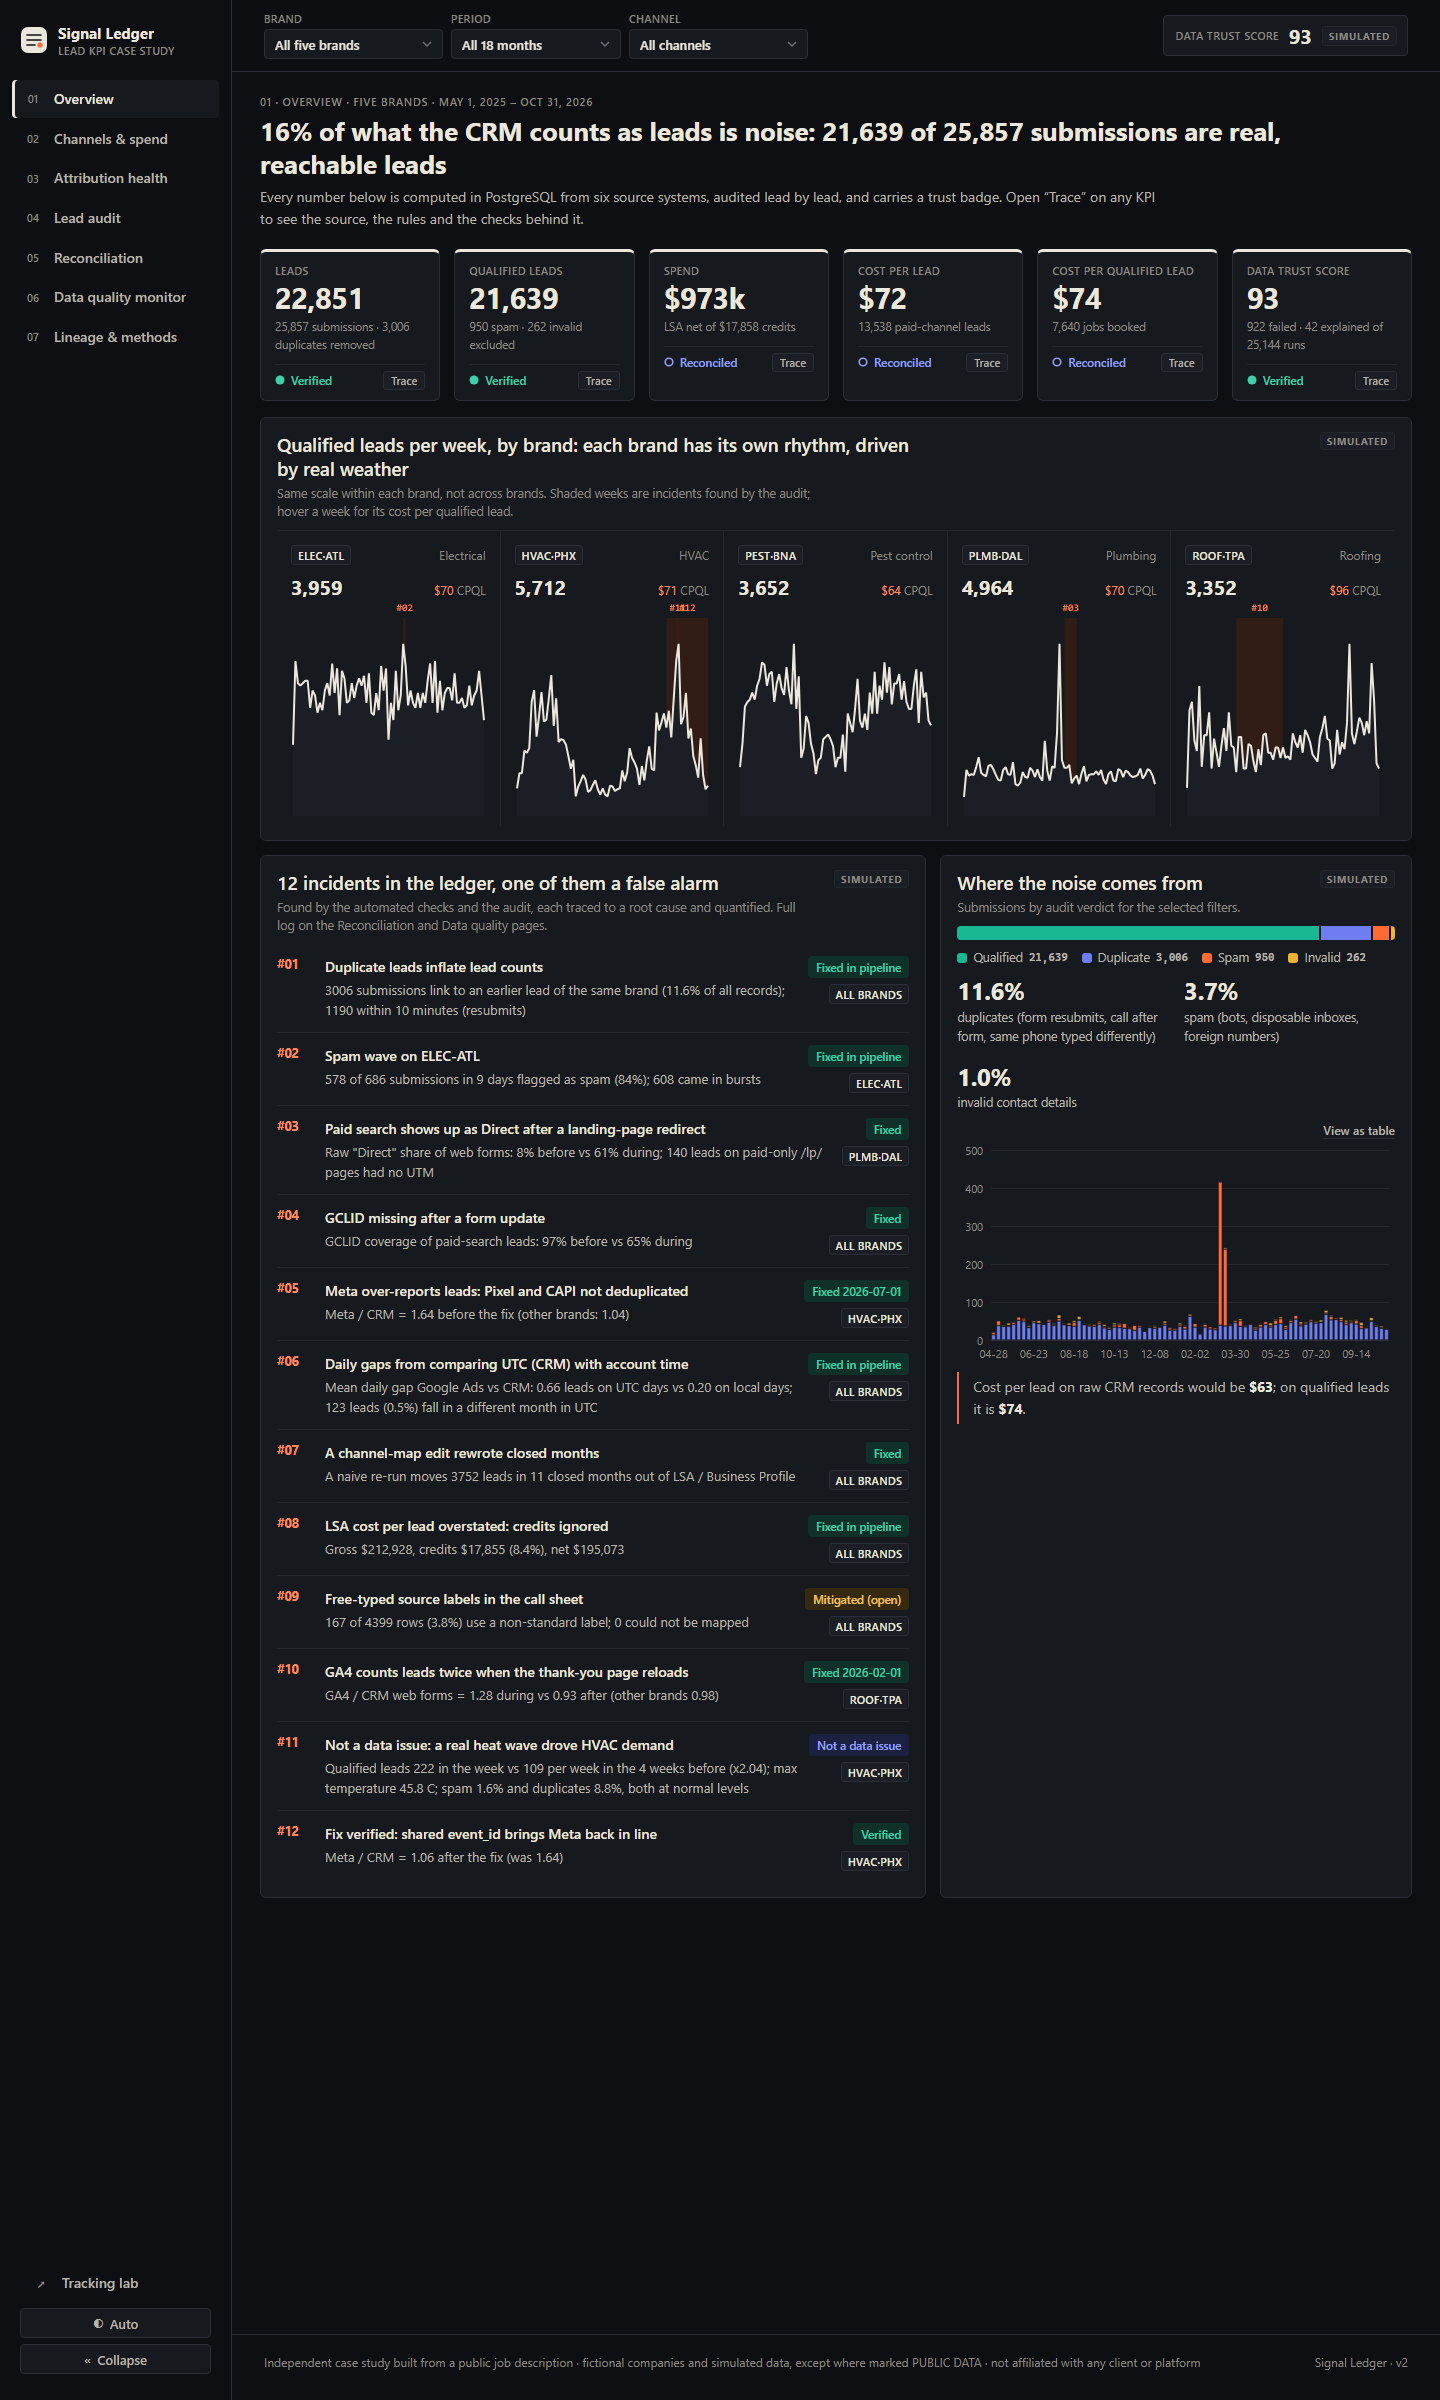 Signal Ledger
LEAD KPI CASE STUDY
01 Overview
02 Channels & spend
03 Attribution health
04 Lead audit
05 Reconciliation
06 Data quality monitor
07 Lineage & methods
↗ Tracking lab
◐ Auto
« Collapse
BRAND
All five brands
PERIOD
All 18 months
CHANNEL
All channels
DATA TRUST SCORE 93 SIMULATED
01 · OVERVIEW · FIVE BRANDS · MAY 1, 2025 – OCT 31, 2026
16% of what the CRM counts as leads is noise: 21,639 of 25,857 submissions are real,
reachable leads
Every number below is computed in PostgreSQL from six source systems, audited lead by lead, and carries a trust badge. Open “Trace” on any KPI
to see the source, the rules and the checks behind it.
LEADS
22,851
25,857 submissions · 3,006
duplicates removed
Verified Trace
QUALIFIED LEADS
21,639
950 spam · 262 invalid
excluded
Verified Trace
SPEND
$973k
LSA net of $17,858 credits
Reconciled Trace
COST PER LEAD
$72
13,538 paid-channel leads
Reconciled Trace
COST PER QUALIFIED LEAD
$74
7,640 jobs booked
Reconciled Trace
DATA TRUST SCORE
93
922 failed · 42 explained of
25,144 runs
Verified Trace
Qualified leads per week, by brand: each brand has its own rhythm, driven
by real weather
SIMULATED
Same scale within each brand, not across brands. Shaded weeks are incidents found by the audit;
hover a week for its cost per qualified lead.
ELEC-ATL Electrical
3,959 $70 CPQL
#02
HVAC-PHX HVAC
5,712 $71 CPQL
#11 #12
PEST-BNA Pest control
3,652 $64 CPQL
PLMB-DAL Plumbing
4,964 $70 CPQL
#03
ROOF-TPA Roofing
3,352 $96 CPQL
#10
12 incidents in the ledger, one of them a false alarm
SIMULATED
Found by the automated checks and the audit, each traced to a root cause and quantified. Full
log on the Reconciliation and Data quality pages.
#01 Duplicate leads inflate lead counts Fixed in pipeline
3006 submissions link to an earlier lead of the same brand (11.6% of all records); ALL BRANDS
1190 within 10 minutes (resubmits)
#02 Spam wave on ELEC-ATL Fixed in pipeline
578 of 686 submissions in 9 days flagged as spam (84%); 608 came in bursts ELEC-ATL
#03 Paid search shows up as Direct after a landing-page redirect Fixed
Raw "Direct" share of web forms: 8% before vs 61% during; 140 leads on paid-only /lp/ PLMB-DAL
pages had no UTM
#04 GCLID missing after a form update Fixed
GCLID coverage of paid-search leads: 97% before vs 65% during ALL BRANDS
#05 Meta over-reports leads: Pixel and CAPI not deduplicated Fixed 2026-07-01
Meta / CRM = 1.64 before the fix (other brands: 1.04) HVAC-PHX
#06 Daily gaps from comparing UTC (CRM) with account time Fixed in pipeline
Mean daily gap Google Ads vs CRM: 0.66 leads on UTC days vs 0.20 on local days; ALL BRANDS
123 leads (0.5%) fall in a different month in UTC
#07 A channel-map edit rewrote closed months Fixed
A naive re-run moves 3752 leads in 11 closed months out of LSA / Business Profile ALL BRANDS
#08 LSA cost per lead overstated: credits ignored Fixed in pipeline
Gross $212,928, credits $17,855 (8.4%), net $195,073 ALL BRANDS
#09 Free-typed source labels in the call sheet Mitigated (open)
167 of 4399 rows (3.8%) use a non-standard label; 0 could not be mapped ALL BRANDS
#10 GA4 counts leads twice when the thank-you page reloads Fixed 2026-02-01
GA4 / CRM web forms = 1.28 during vs 0.93 after (other brands 0.98) ROOF-TPA
#11 Not a data issue: a real heat wave drove HVAC demand Not a data issue
Qualified leads 222 in the week vs 109 per week in the 4 weeks before (x2.04); max HVAC-PHX
temperature 45.8 C; spam 1.6% and duplicates 8.8%, both at normal levels
#12 Fix verified: shared event_id brings Meta back in line Verified
Meta / CRM = 1.06 after the fix (was 1.64) HVAC-PHX
Where the noise comes from
SIMULATED
Submissions by audit verdict for the selected filters.
Qualified 21,639 Duplicate 3,006 Spam 950 Invalid 262
11.6%
duplicates (form resubmits, call after
form, same phone typed differently)
3.7%
spam (bots, disposable inboxes,
foreign numbers)
1.0%
invalid contact details
View as table
500
400
300
200
100
0
04-28 06-23 08-18 10-13 12-08 02-02 03-30 05-25 07-20 09-14
Cost per lead on raw CRM records would be $63; on qualified leads
it is $74.
Independent case study built from a public job description · fictional companies and simulated data, except where marked PUBLIC DATA · not affiliated with any client or platform
Signal Ledger · v2